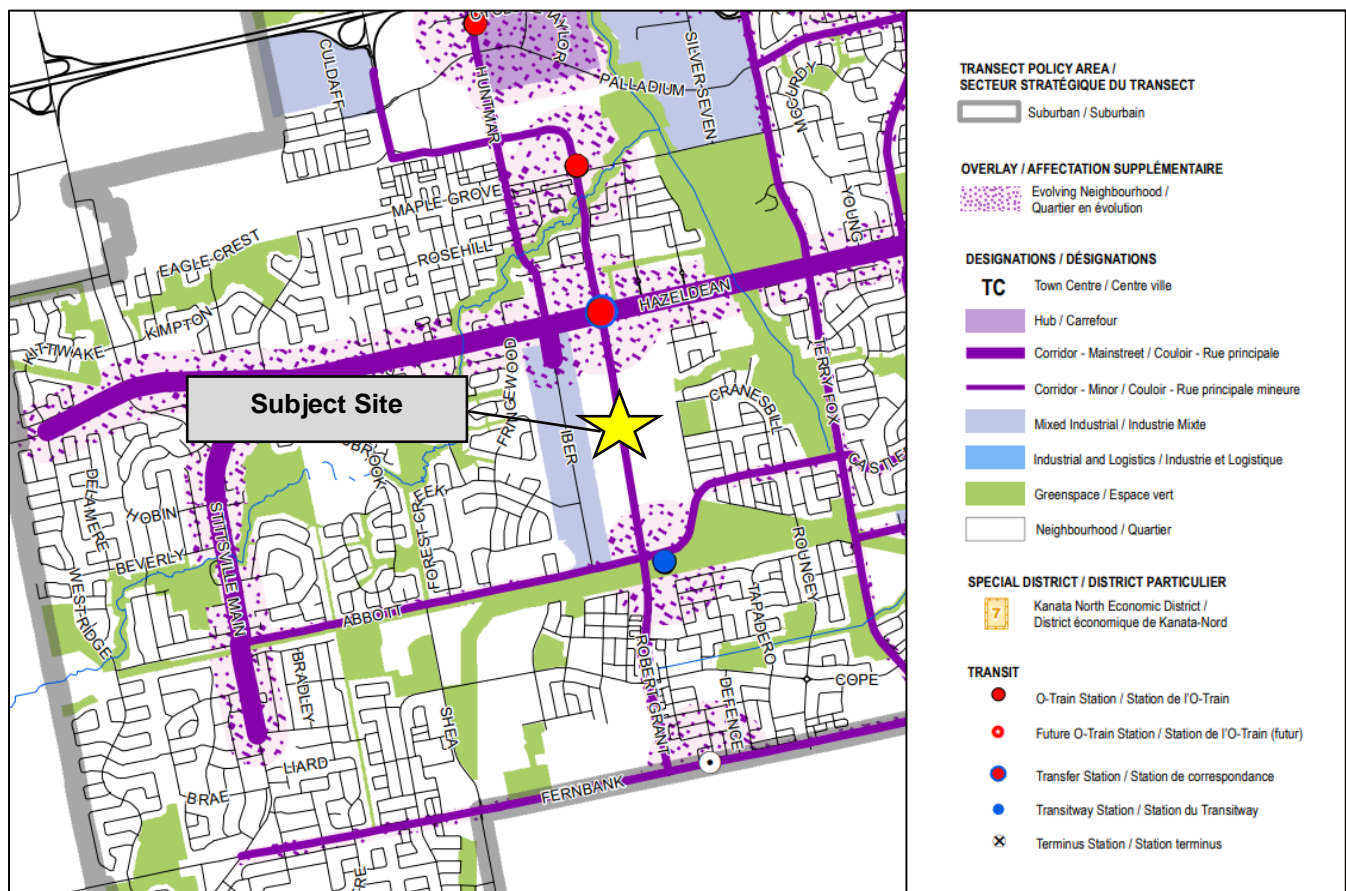 CULDAFF
HUNTMAR
TAYLOR
PALLADIUM
SILVER-SEVEN
MCCURDY
MAPLE-GROVE
YOUNG
ROSEHILL
EAGLE-CREST
HAZELDEAN
KIMPTON
TERRY-FOX
FRINGEWOOD
CRANESBILL
Subject Site
IBER
DELAMERE
HOBIN
STITTSVILLE MAIN
FOREST-CREEK
BEVERLY
ROUNCEY
WESTRIDGE
ABBOTT
TAPADERO
BRADLEY
ROBERT-GRANT
DEFENCE
COPE
SHEA
LIARD
FERNBANK
BRAE
TRANSECT POLICY AREA /
SECTEUR STRATÉGIQUE DU TRANSECT
Suburban / Suburbain
OVERLAY / AFFECTATION SUPPLÉMENTAIRE
Evolving Neighbourhood /
Quartier en évolution
DESIGNATIONS / DÉSIGNATIONS
TC Town Centre / Centre ville
Hub / Carrefour
Corridor - Mainstreet / Couloir - Rue principale
Corridor - Minor / Couloir - Rue principale mineure
Mixed Industrial / Industrie Mixte
Industrial and Logistics / Industrie et Logistique
Greenspace / Espace vert
Neighbourhood / Quartier
SPECIAL DISTRICT / DISTRICT PARTICULIER
7 Kanata North Economic District /
District économique de Kanata-Nord
TRANSIT
O-Train Station / Station de l'O-Train
Future O-Train Station / Station de l'O-Train (futur)
Transfer Station / Station de correspondance
Transitway Station / Station du Transitway
Terminus Station / Station terminus